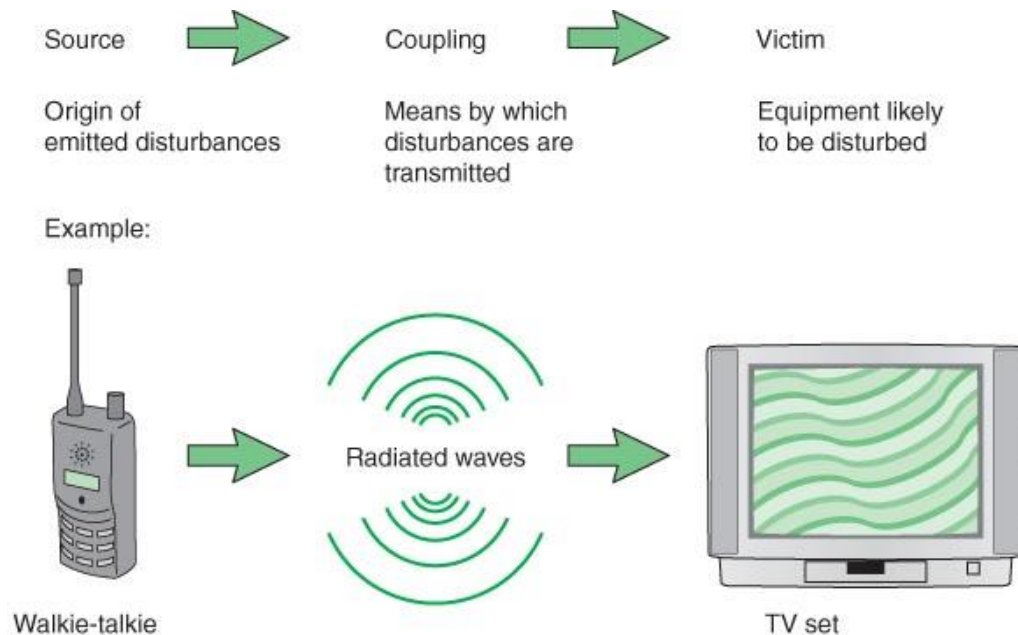 Source
Coupling
Victim
Origin of
emitted disturbances
Means by which
disturbances are
transmitted
Equipment likely
to be disturbed
Example:
Radiated waves
Walkie-talkie
TV set